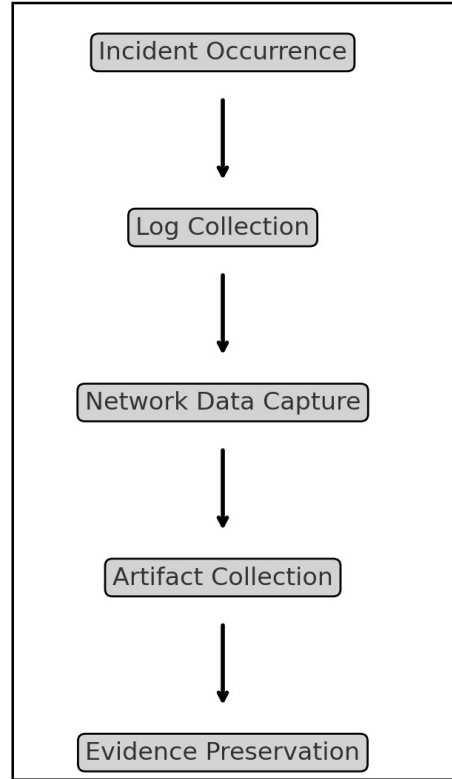 Incident Occurrence
Log Collection
Network Data Capture
Artifact Collection
Evidence Preservation